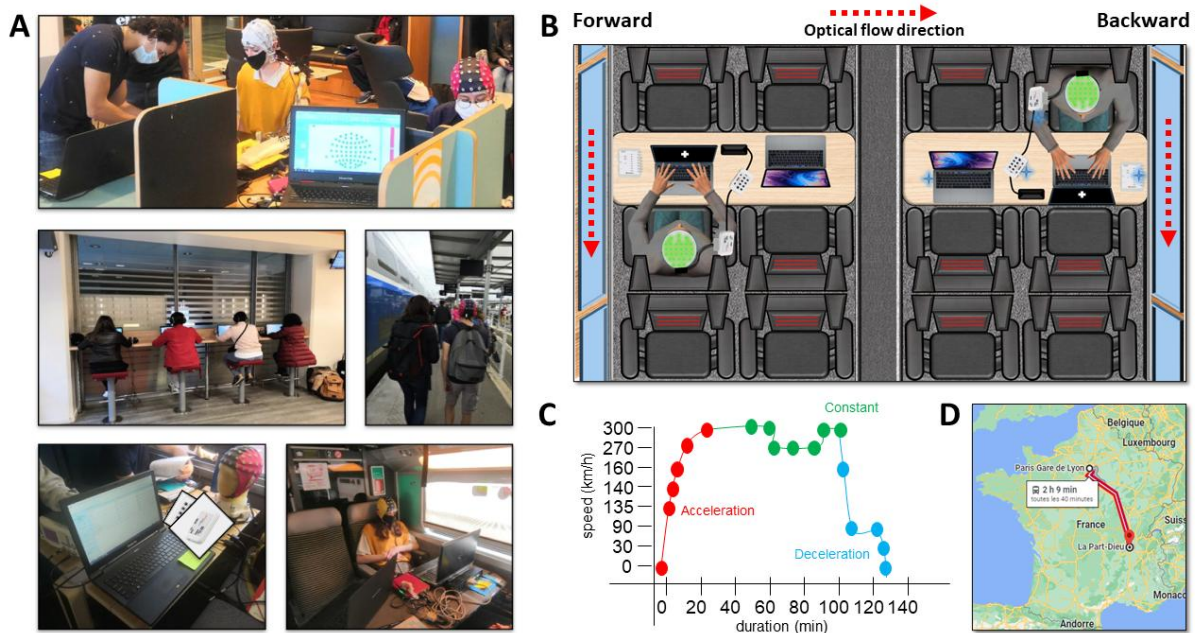 A
B
Forward
Backward
Optical flow direction
C
300
270
160
140
135
90
30
0
speed (km/h)
Acceleration
Constant
Deceleration
0 20 40 60 80 100 120 140
duration (min)
D
Belgique
Luxembourg
Paris Gare de Lyon
2 h 9 min
toutes les 40 minutes
France
Suiss
La Part-Dieu
Monaco
Andorre